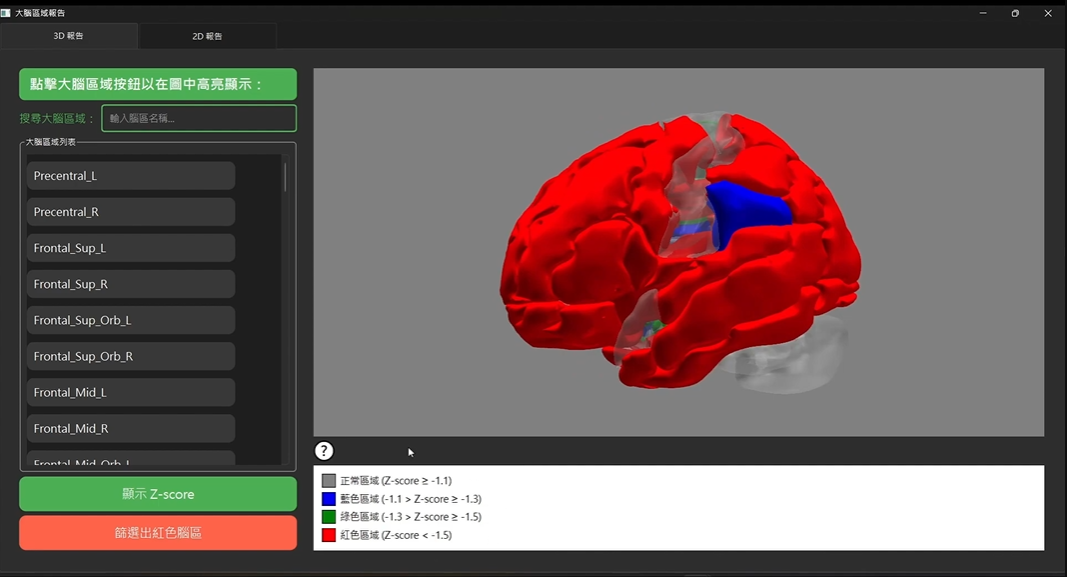 大腦區域報告
3D 報告
2D 報告
點擊大腦區域按鈕以在圖中高亮顯示：
搜尋大腦區域：
輸入腦區名稱...
大腦區域列表
Precentral_L
Precentral_R
Frontal_Sup_L
Frontal_Sup_R
Frontal_Sup_Orb_L
Frontal_Sup_Orb_R
Frontal_Mid_L
Frontal_Mid_R
Frontal_Mid_Orb_L
顯示 Z-score
篩選出紅色腦區
?
正常區域 (Z-score ≥ -1.1)
藍色區域 (-1.1 > Z-score ≥ -1.3)
綠色區域 (-1.3 > Z-score ≥ -1.5)
紅色區域 (Z-score < -1.5)